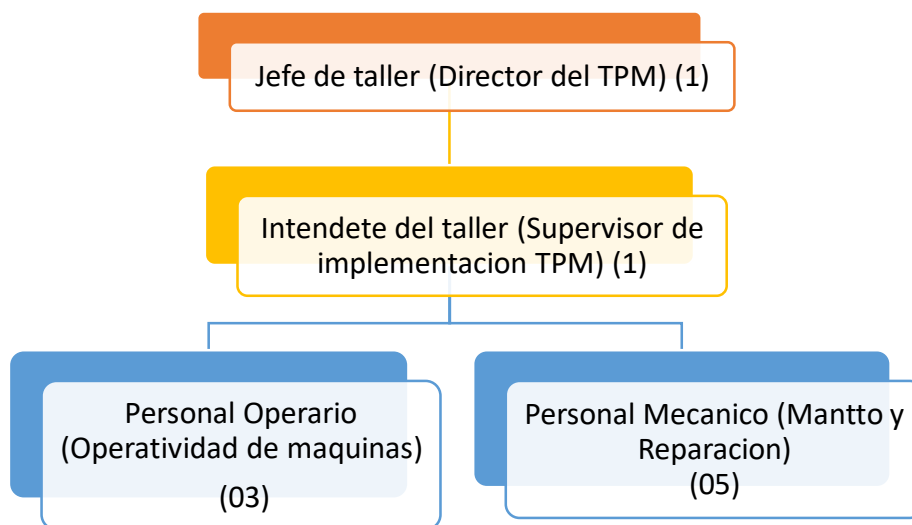 Jefe de taller (Director del TPM) (1)
Intendete del taller (Supervisor de
implementacion TPM) (1)
Personal Operario
(Operatividad de maquinas)
(03)
Personal Mecanico (Mantto y
Reparacion)
(05)